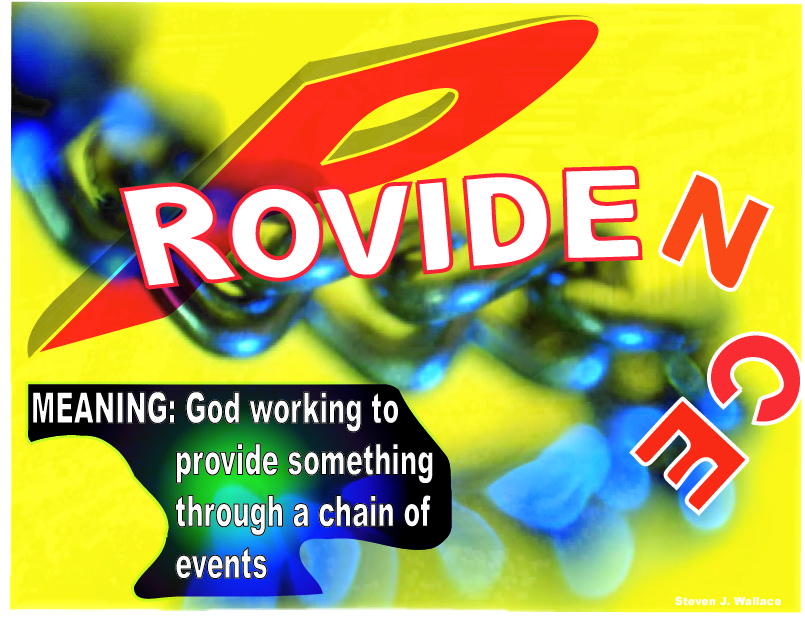 PROVIDENCE
MEANING: God working to
provide something
through a chain of
events
Steven J. Wallace